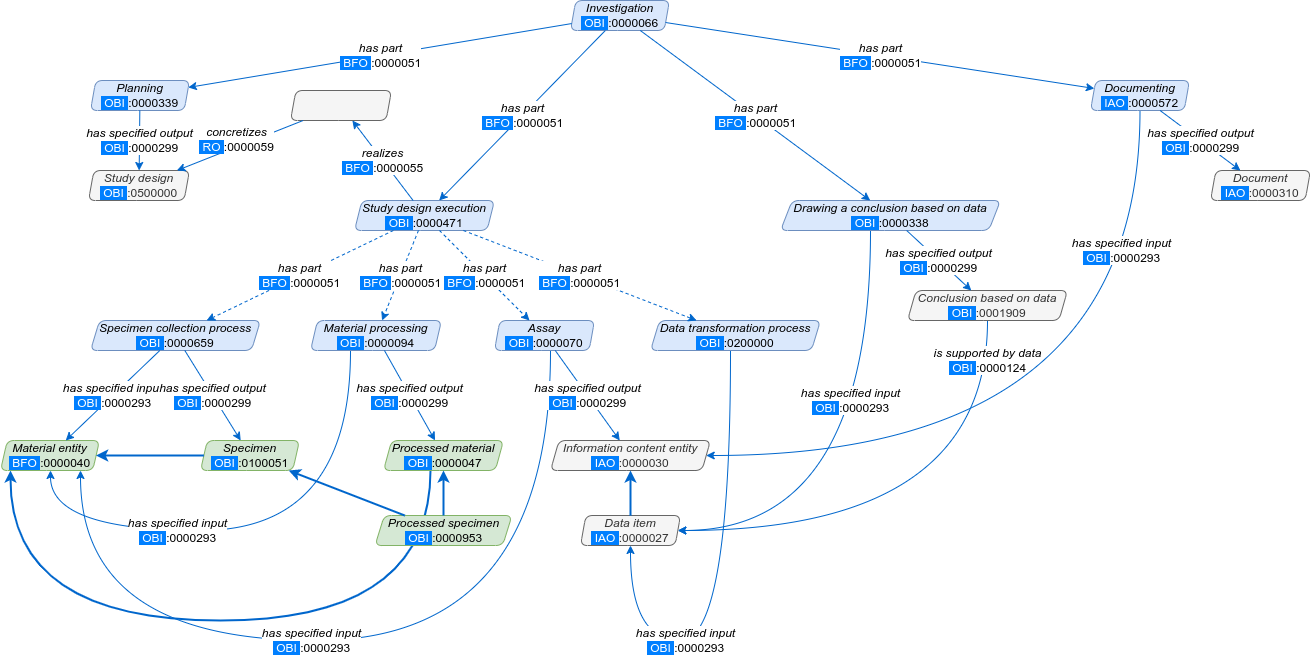 Investigation
OBI:0000066
has part
BFO:0000051
has part
BFO:0000051
Planning
OBI:0000339
Documenting
IAO:0000572
has part
BFO:0000051
has part
BFO:0000051
has specified output
OBI:0000299
concretizes
RO:0000059
has specified output
OBI:0000299
realizes
BFO:0000055
Study design
OBI:0500000
Document
IAO:0000310
Study design execution
OBI:0000471
Drawing a conclusion based on data
OBI:0000338
has specified output
OBI:0000299
has specified input
OBI:0000293
has part
BFO:0000051
has part
BFO:0000051
has part
BFO:0000051
has part
BFO:0000051
Conclusion based on data
OBI:0001909
Specimen collection process
OBI:0000659
Material processing
OBI:0000094
Assay
OBI:0000070
Data transformation process
OBI:0200000
is supported by data
OBI:0000124
has specified input
OBI:0000293
has specified output
OBI:0000299
has specified output
OBI:0000299
has specified output
OBI:0000299
has specified input
OBI:0000293
Material entity
BFO:0000040
Specimen
OBI:0100051
Processed material
OBI:0000047
Information content entity
IAO:0000030
has specified input
OBI:0000293
Processed specimen
OBI:0000953
Data item
IAO:0000027
has specified input
OBI:0000293
has specified input
OBI:0000293